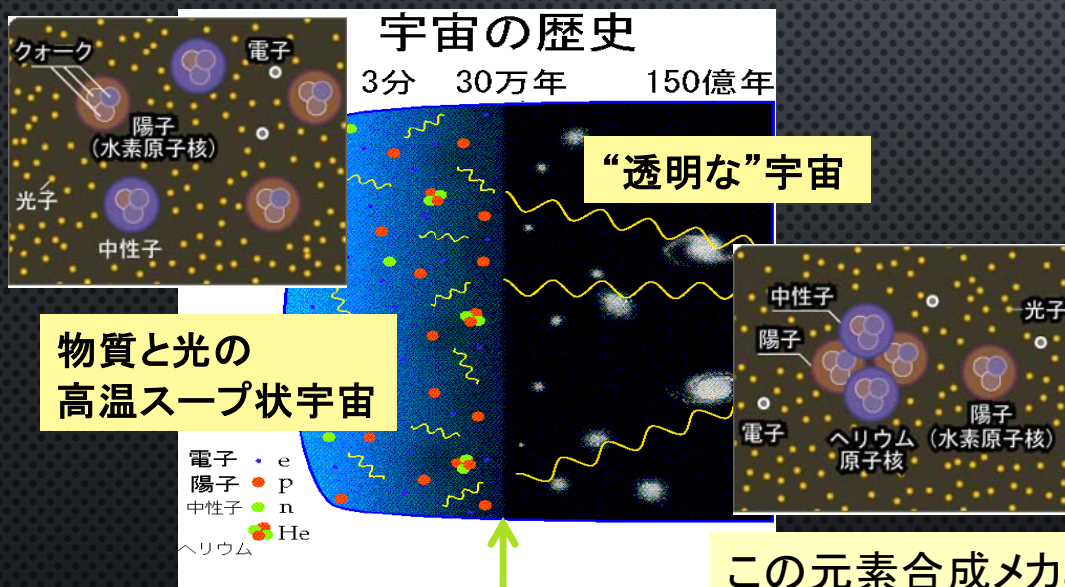 宇宙の歴史
3分 30万年 150億年
クォーク
電子
陽子
(水素原子核)
光子
中性子
“透明な”宇宙
物質と光の
高温スープ状宇宙
中性子
光子
陽子
電子
ヘリウム
原子核
陽子
(水素原子核)
電子 e
陽子 p
中性子 n
He
ヘリウム
この元素合成メカ